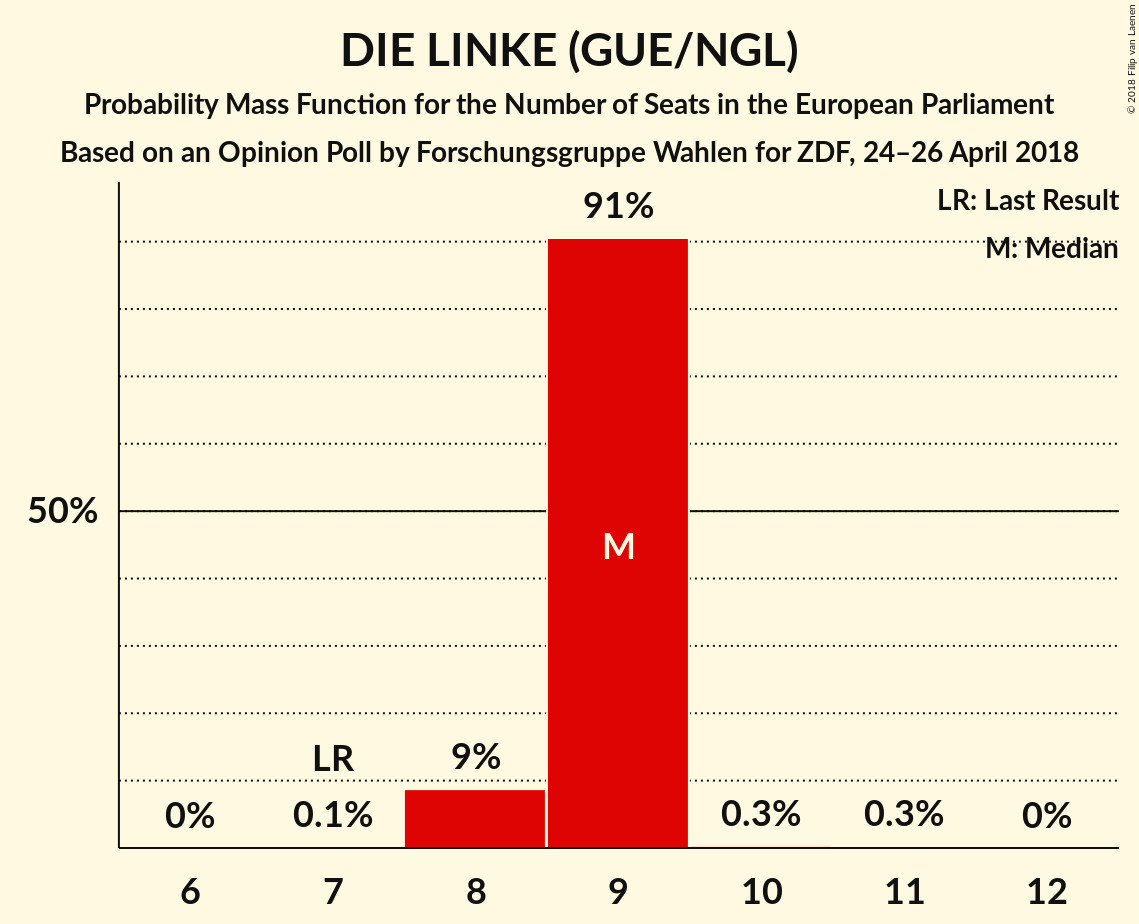 DIE LINKE (GUE/NGL)
Probability Mass Function for the Number of Seats in the European Parliament
Based on an Opinion Poll by Forschungsgruppe Wahlen for ZDF, 24–26 April 2018
© 2018 Filip van Laenen
LR: Last Result
M: Median
91%
50%
M
LR
9%
0%
0.1%
0.3%
0.3%
0%
6 7 8 9 10 11 12